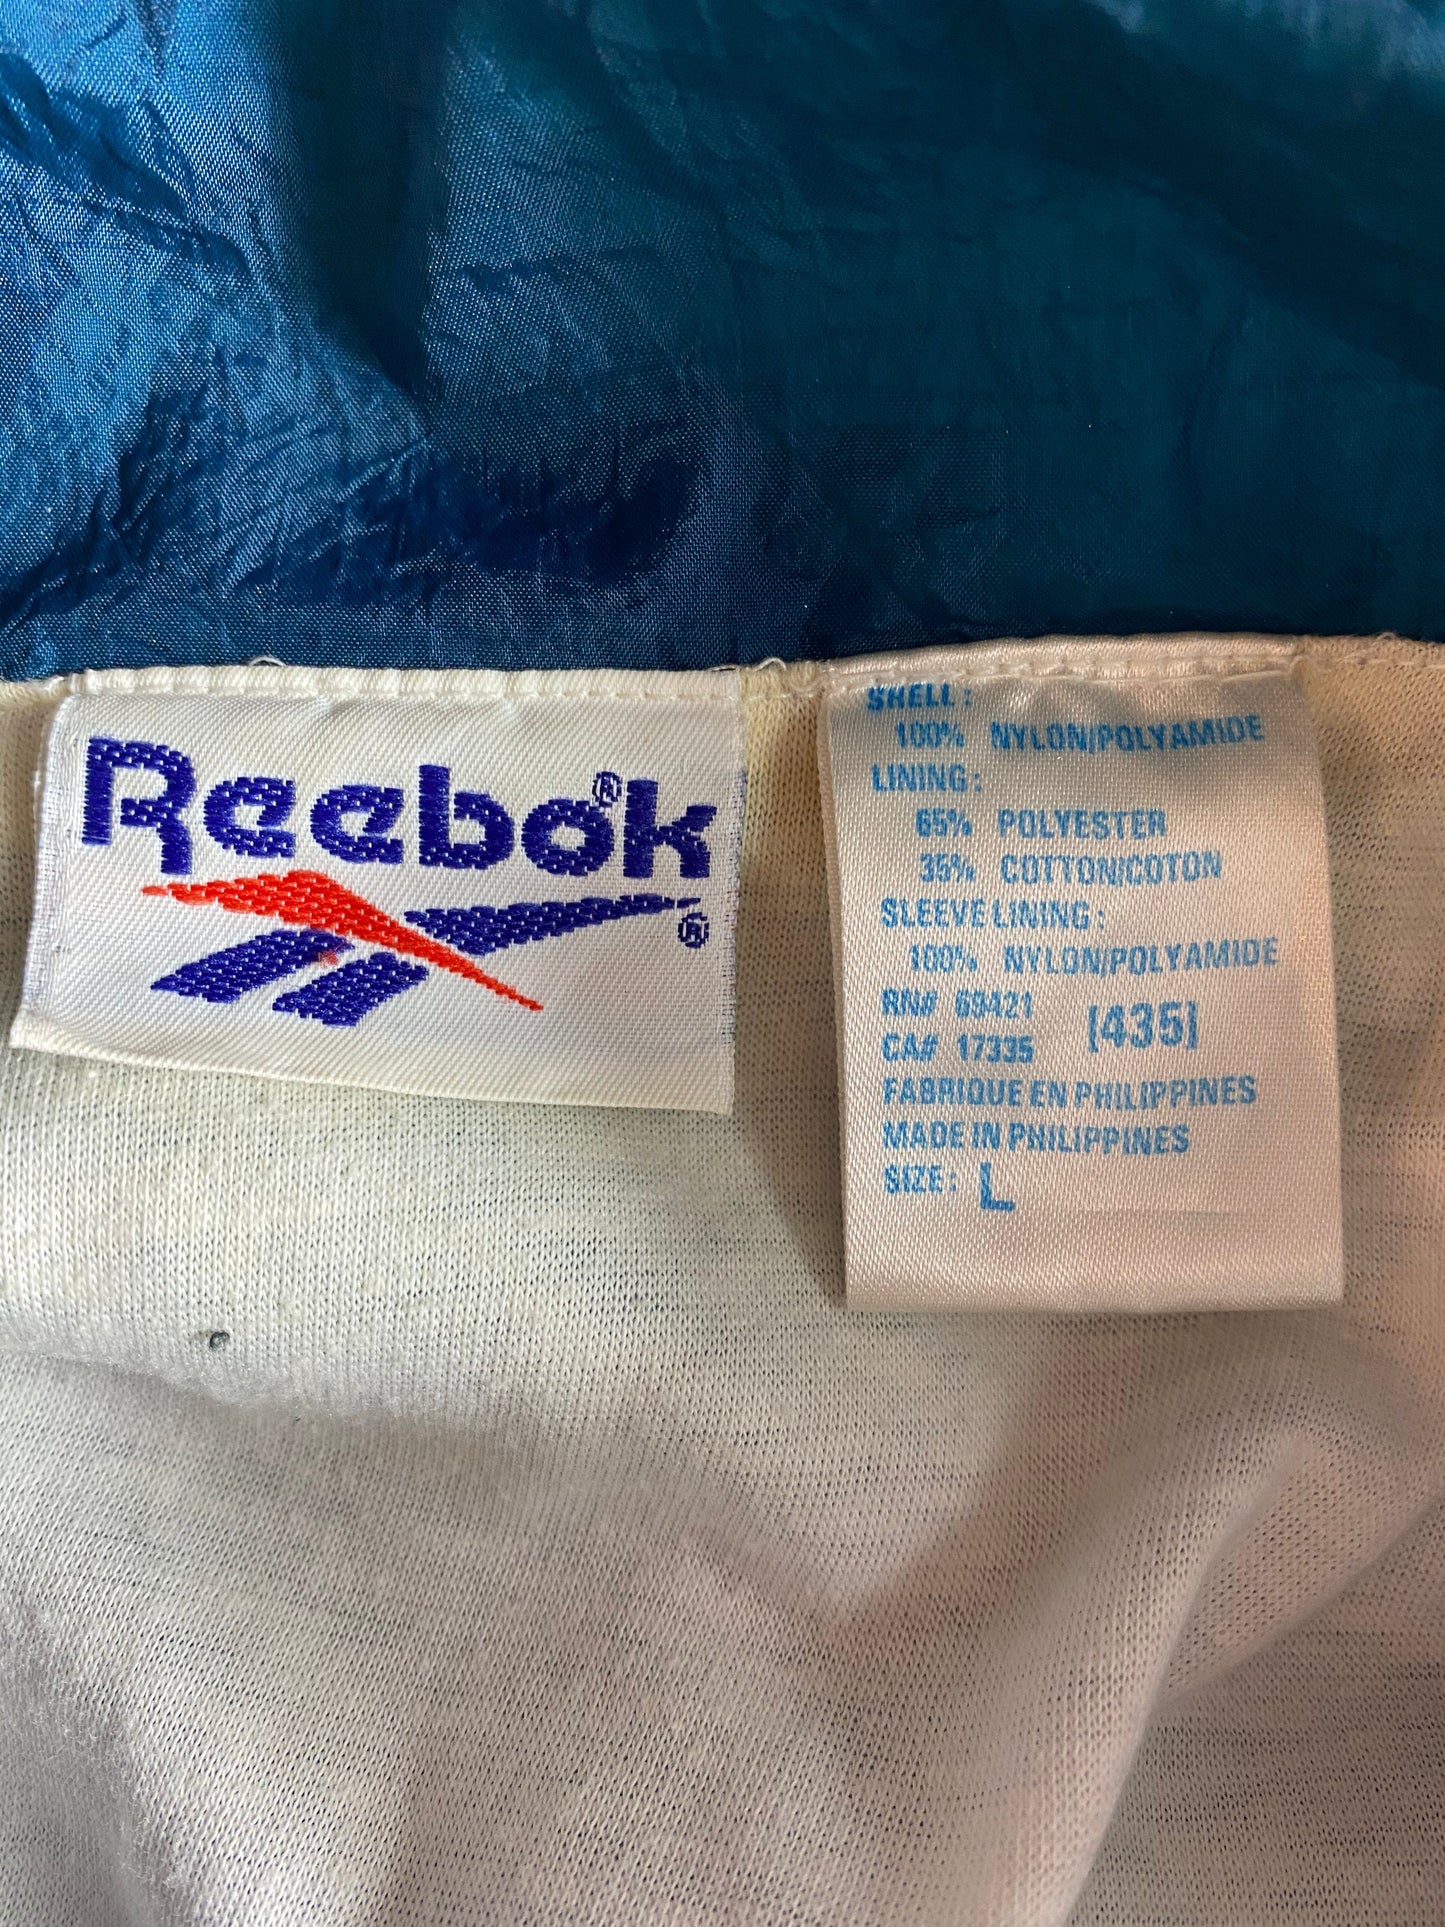 Reebok®
®
SHELL:
100% NYLON/POLYAMIDE
LINING:
65% POLYESTER
35% COTTON/COTON
SLEEVE LINING:
100% NYLON/POLYAMIDE
RN# 69421
CA# 17335 [435]
FABRIQUE EN PHILIPPINES
MADE IN PHILIPPINES
SIZE: L